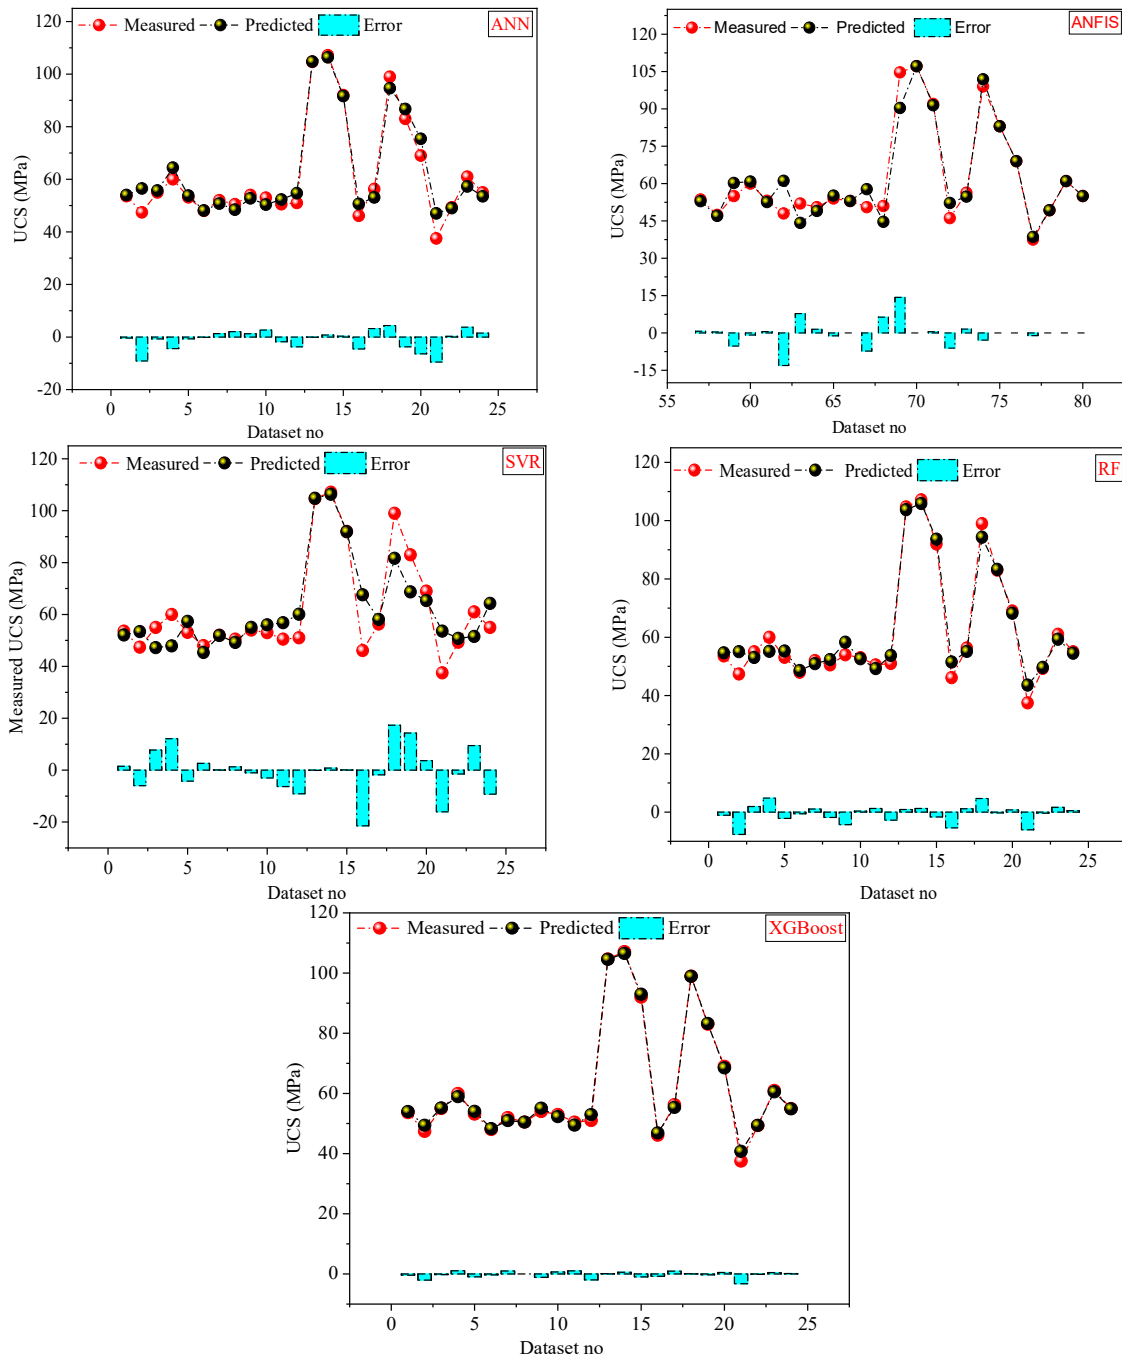 Measured Predicted Error ANN
120
100
80
60
40
20
0
-20
UCS (MPa)
0 5 10 15 20 25
Dataset no
Measured Predicted Error ANFIS
120
105
90
75
60
45
30
15
0
-15
UCS (MPa)
55 60 65 70 75 80
Dataset no
Measured Predicted Error SVR
120
100
80
60
40
20
0
-20
Measured UCS (MPa)
0 5 10 15 20 25
Dataset no
Measured Predicted Error RF
120
100
80
60
40
20
0
UCS (MPa)
0 5 10 15 20 25
Dataset no
Measured Predicted Error XGBoost
120
100
80
60
40
20
0
UCS (MPa)
0 5 10 15 20 25
Dataset no